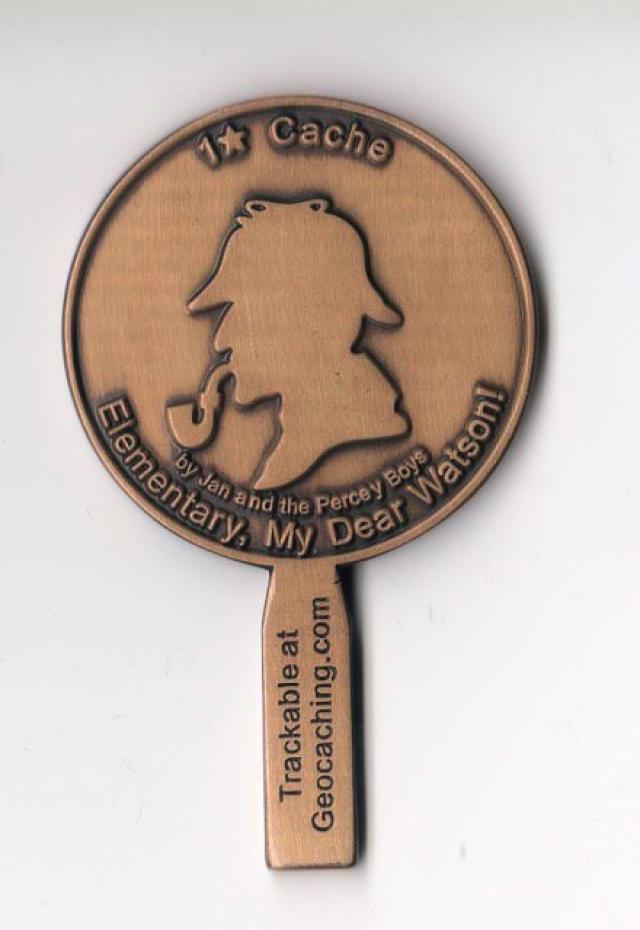 1★ Cache
by Jan and the Percey Boys
Elementary, My Dear Watson!
Trackable at
Geocaching.com